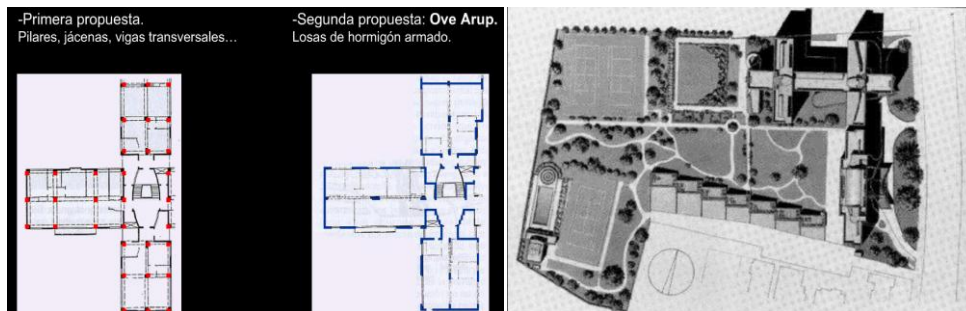 -Primera propuesta.
Pilares, jácenas, vigas transversales…
-Segunda propuesta: Ove Arup.
Losas de hormigón armado.